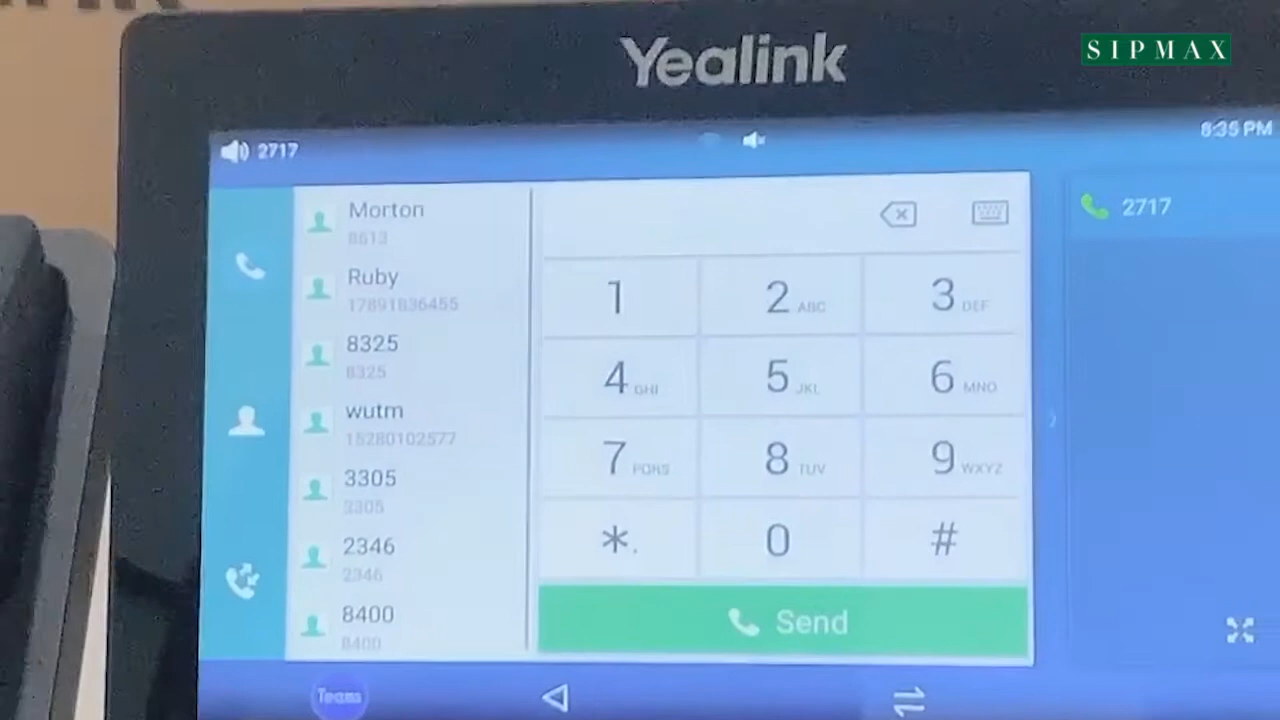 Yealink
SIPMAX
2717
8:35 PM
Morton
8613
Ruby
17891836455
8325
8325
wutm
15280102577
3305
3305
2346
2346
8400
8400
1
2 ABC
3 DEF
4 GHI
5 JKL
6 MNO
7 PQRS
8 TUV
9 WXYZ
*.
0
#
Send
2717
Teams